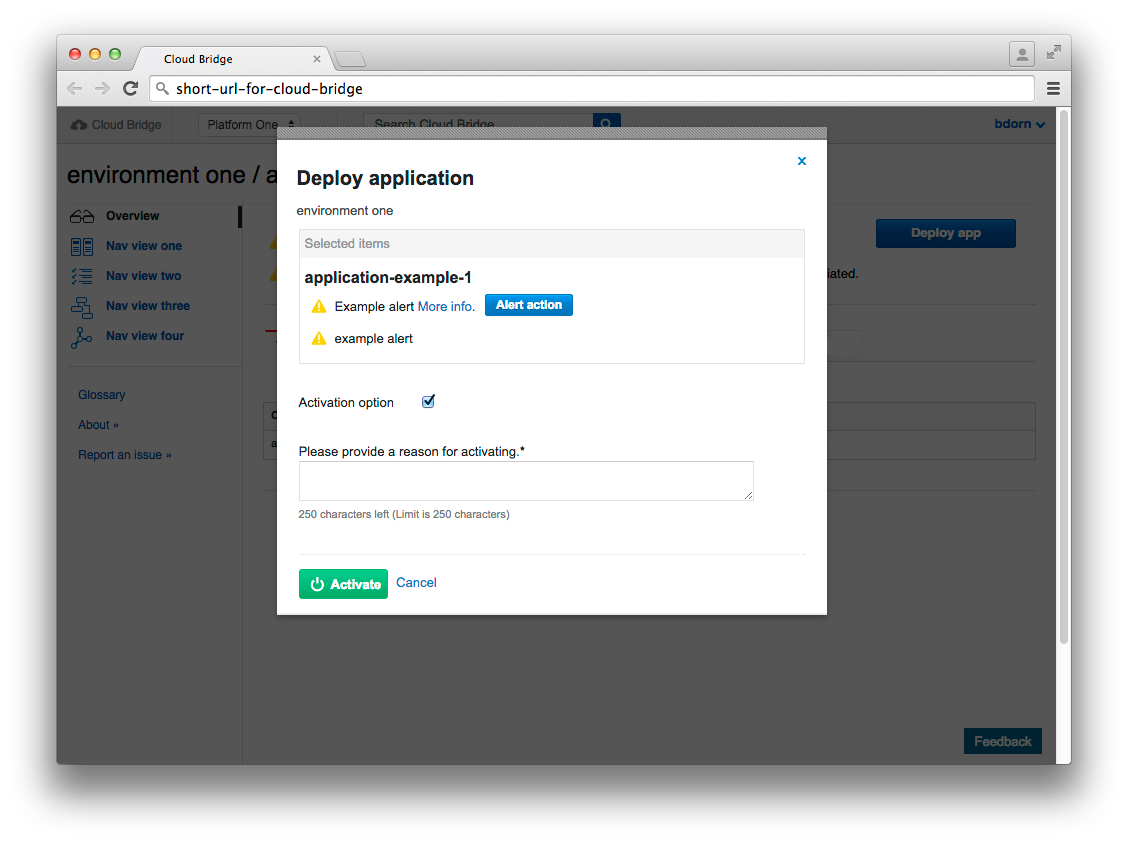 Cloud Bridge
short-url-for-cloud-bridge
Cloud Bridge
Platform One
Search Cloud Bridge
bdorn
environment one / a
Overview
Nav view one
Nav view two
Nav view three
Nav view four
Glossary
About »
Report an issue »
Deploy app
iated.
Deploy application
environment one
Selected items
application-example-1
Example alert More info. Alert action
example alert
Activation option
Please provide a reason for activating.*
250 characters left (Limit is 250 characters)
Activate Cancel
Feedback